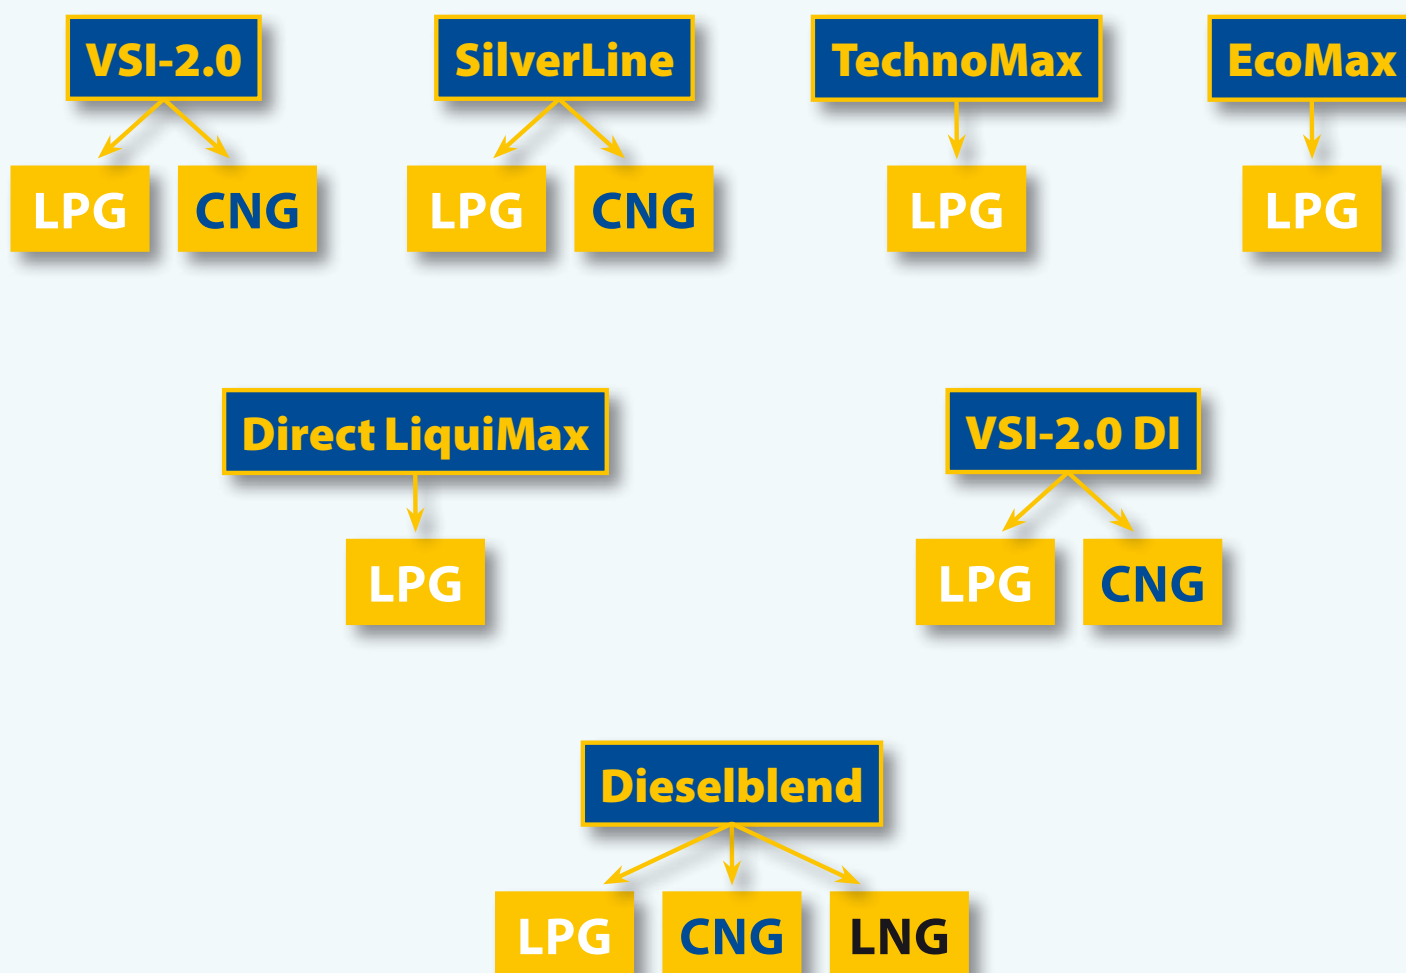 VSI-2.0
SilverLine
TechnoMax
EcoMax
LPG
CNG
LPG
CNG
LPG
LPG
Direct LiquiMax
VSI-2.0 DI
LPG
LPG
CNG
Dieselblend
LPG
CNG
LNG